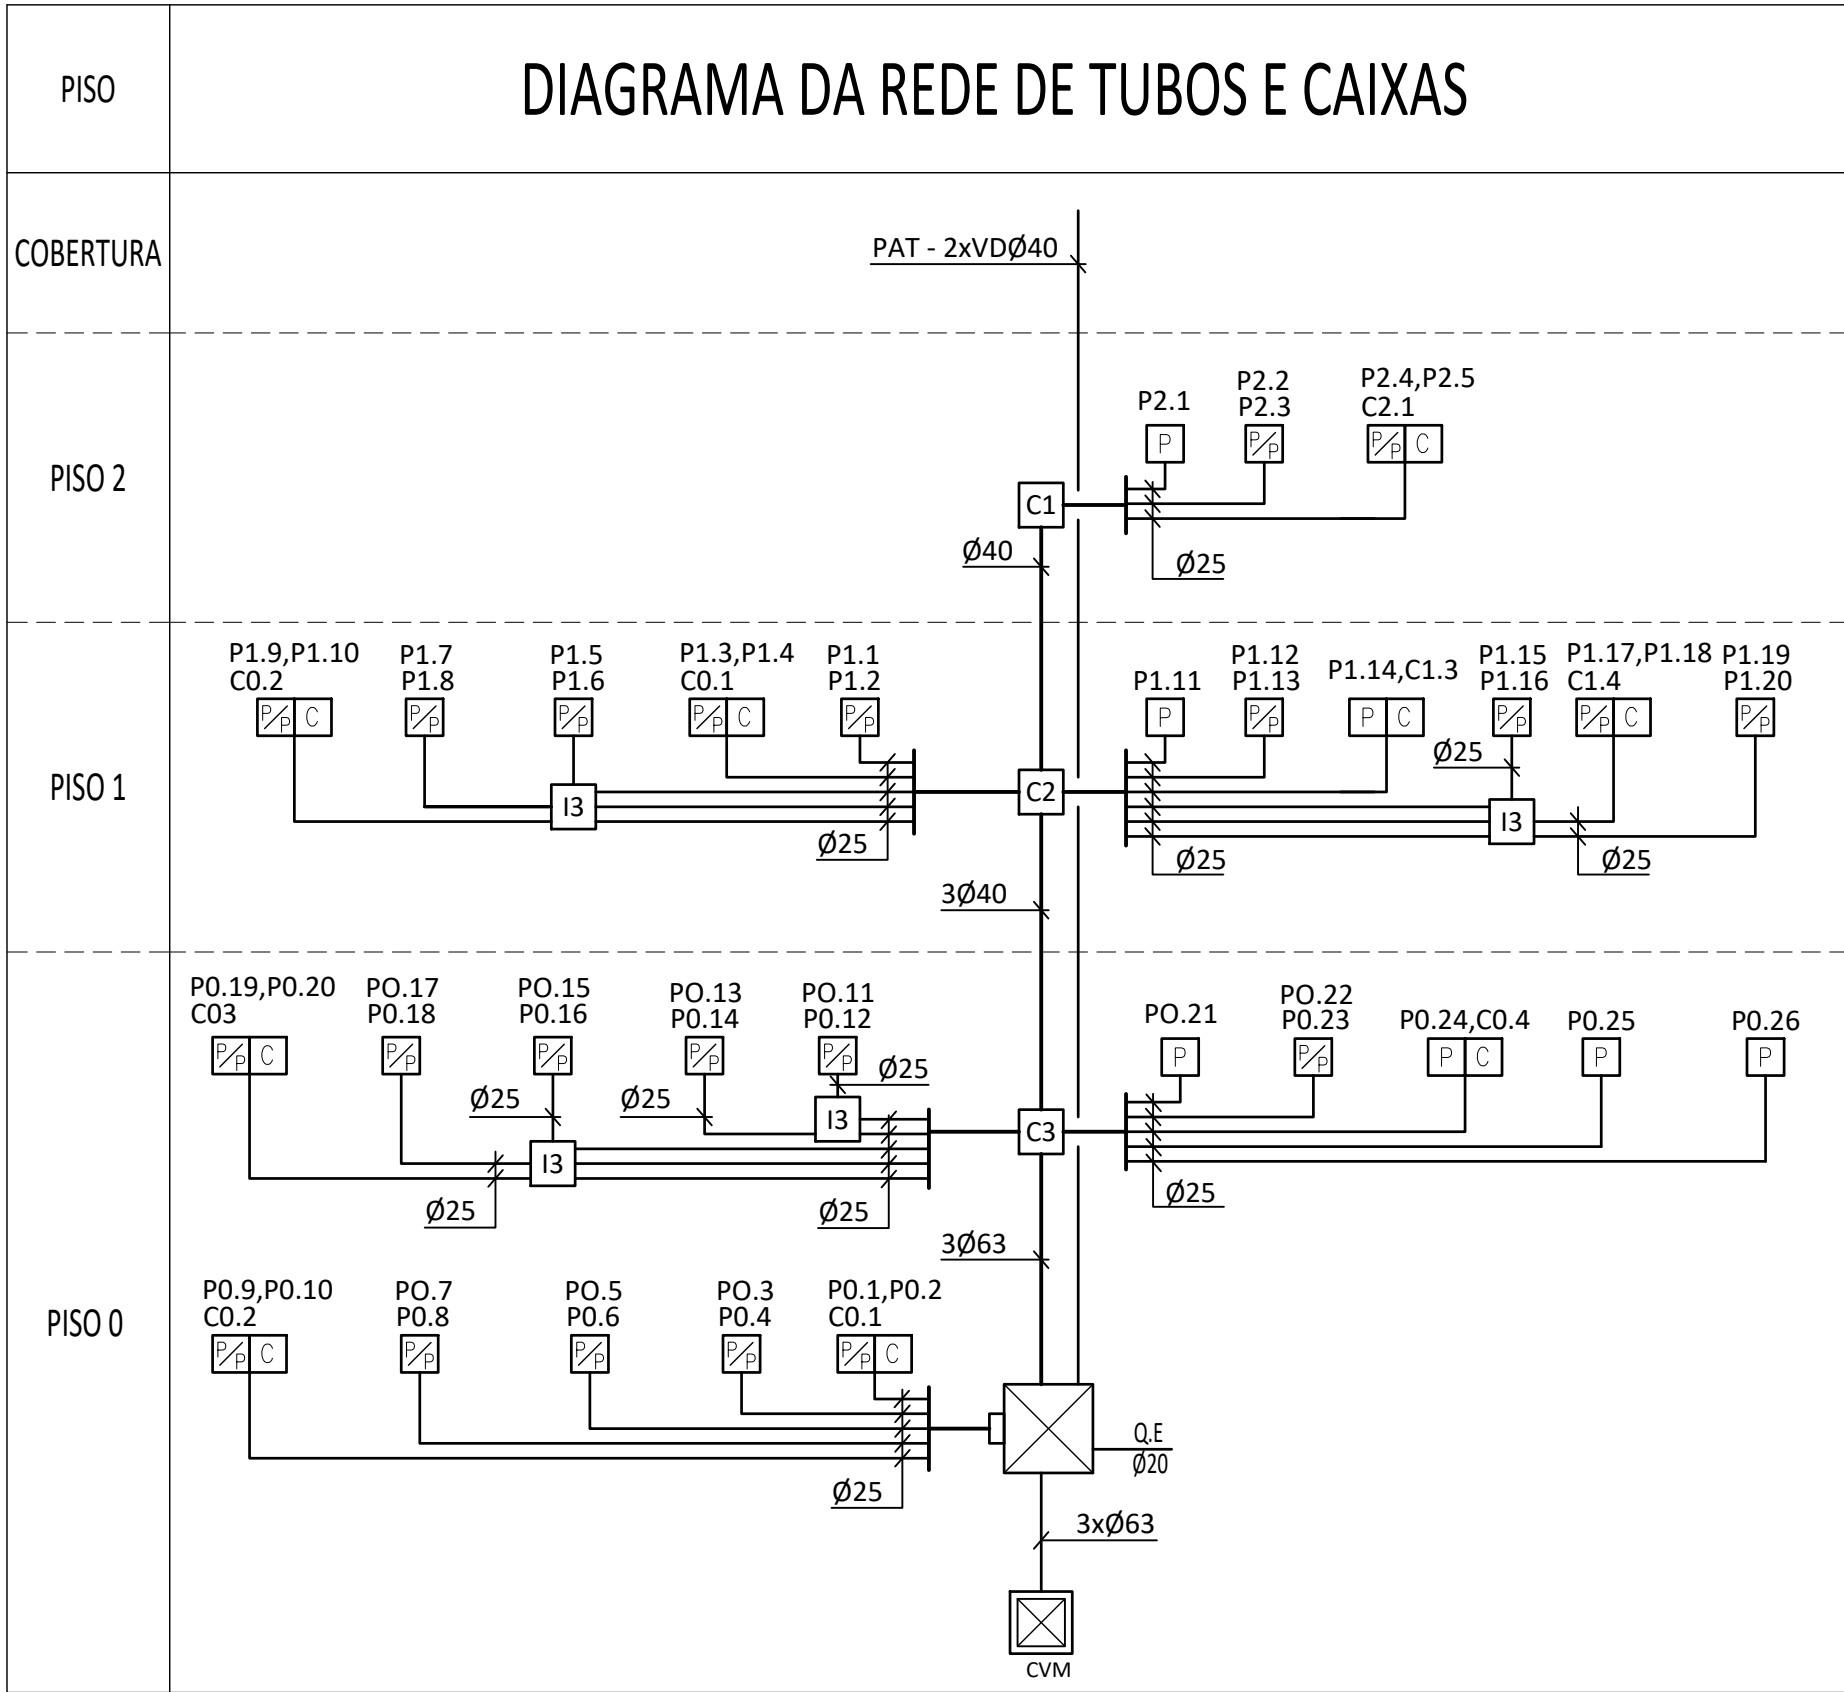 PISO
DIAGRAMA DA REDE DE TUBOS E CAIXAS
COBERTURA
PAT - 2xVDØ40
PISO 2
P2.1
P2.2
P2.3
P2.4,P2.5
C2.1
P
P/P
P/P C
C1
Ø40
Ø25
PISO 1
P1.9,P1.10
C0.2
P1.7
P1.8
P1.5
P1.6
P1.3,P1.4
C0.1
P1.1
P1.2
P1.11
P1.12
P1.13
P1.14,C1.3
P1.15
P1.16
P1.17,P1.18
C1.4
P1.19
P1.20
P/P C
P/P
P/P
P/P C
P/P
P
P/P
P C
P/P
P/P C
P/P
Ø25
I3
C2
I3
Ø25
Ø25
Ø25
3Ø40
PISO 0
P0.19,P0.20
C03
PO.17
P0.18
PO.15
P0.16
PO.13
P0.14
PO.11
P0.12
PO.21
PO.22
P0.23
P0.24,C0.4
P0.25
P0.26
P/P C
P/P
P/P
P/P
P/P
P
P/P
P C
P
P
Ø25
Ø25
Ø25
I3
C3
I3
Ø25
Ø25
Ø25
3Ø63
P0.9,P0.10
C0.2
PO.7
P0.8
PO.5
P0.6
PO.3
P0.4
P0.1,P0.2
C0.1
P/P C
P/P
P/P
P/P
P/P C
Q.E
Ø20
Ø25
3xØ63
CVM